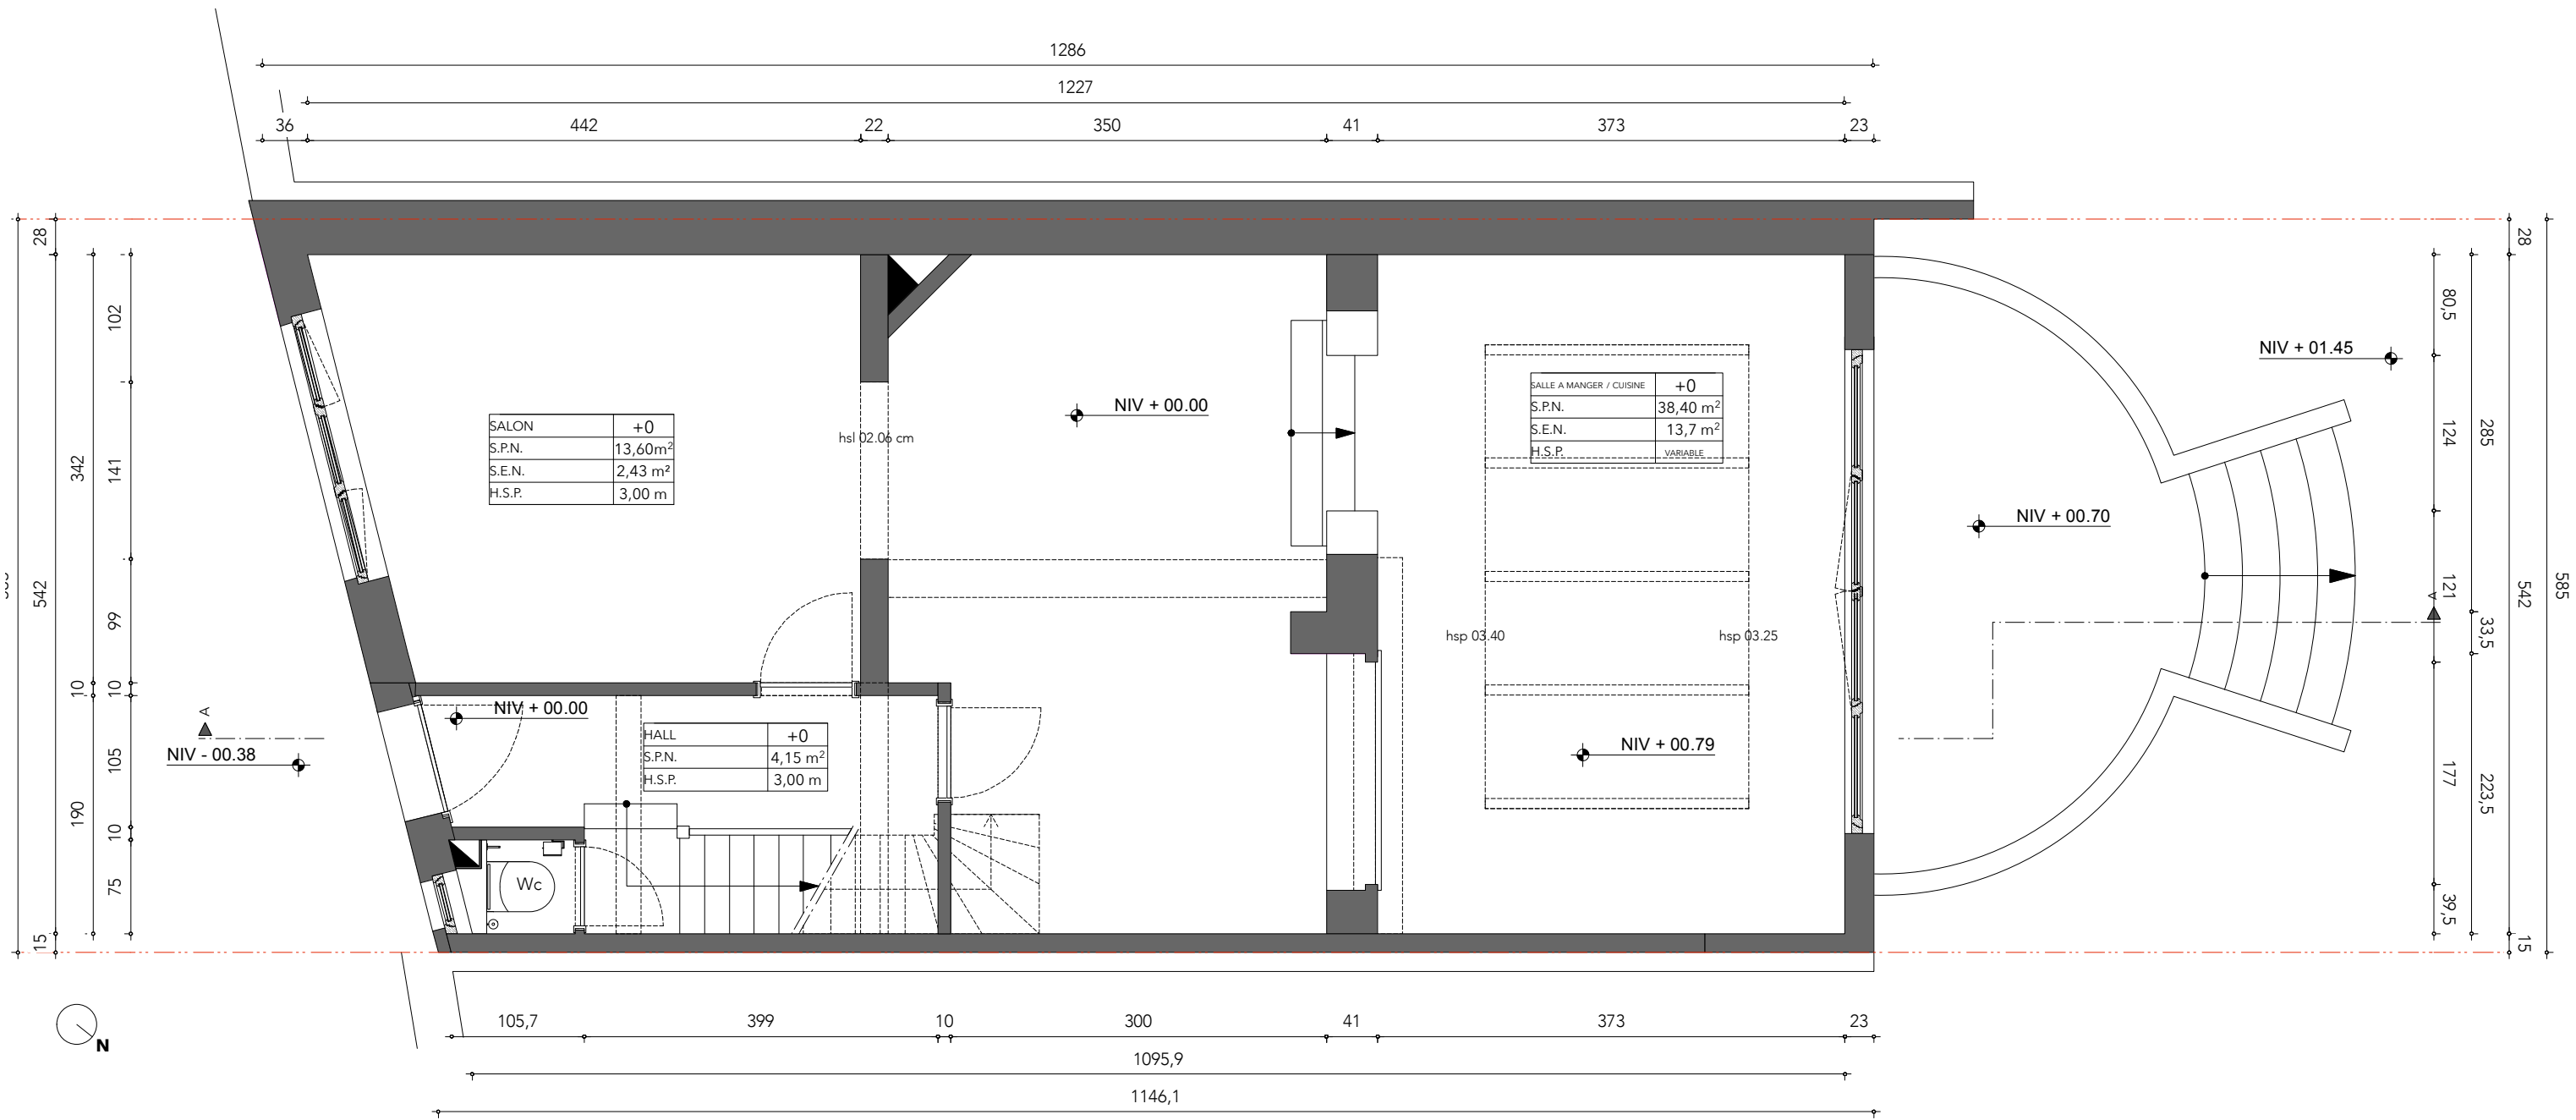 1286
1227
36 442 22 350 41 373 23
28
542
342
10
190
15
102
141
99
10
105
10
75
SALON +0
S.P.N. 13,60m²
S.E.N. 2,43 m²
H.S.P. 3,00 m
hsl 02.06 cm
NIV + 00.00
SALLE A MANGER / CUISINE +0
S.P.N. 38,40 m²
S.E.N. 13,7 m²
H.S.P. VARIABLE
hsp 03.40
hsp 03.25
NIV + 00.79
NIV + 01.45
NIV + 00.70
NIV + 00.00
HALL +0
S.P.N. 4,15 m²
H.S.P. 3,00 m
Wc
A
NIV - 00.38
A
80,5
124
121
177
39,5
285
33,5
223,5
28
542
15
585
N
105,7 399 10 300 41 373 23
1095,9
1146,1